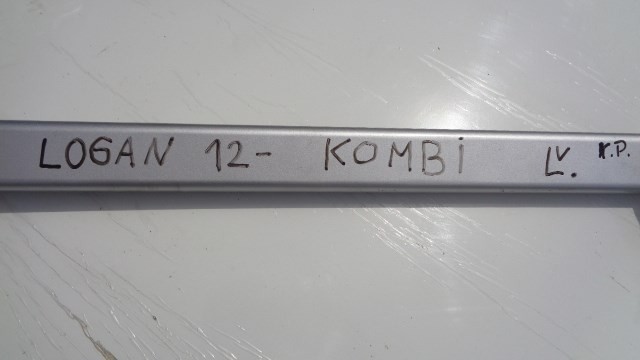 LOGAN 12- KOMBi Lv. r.P.